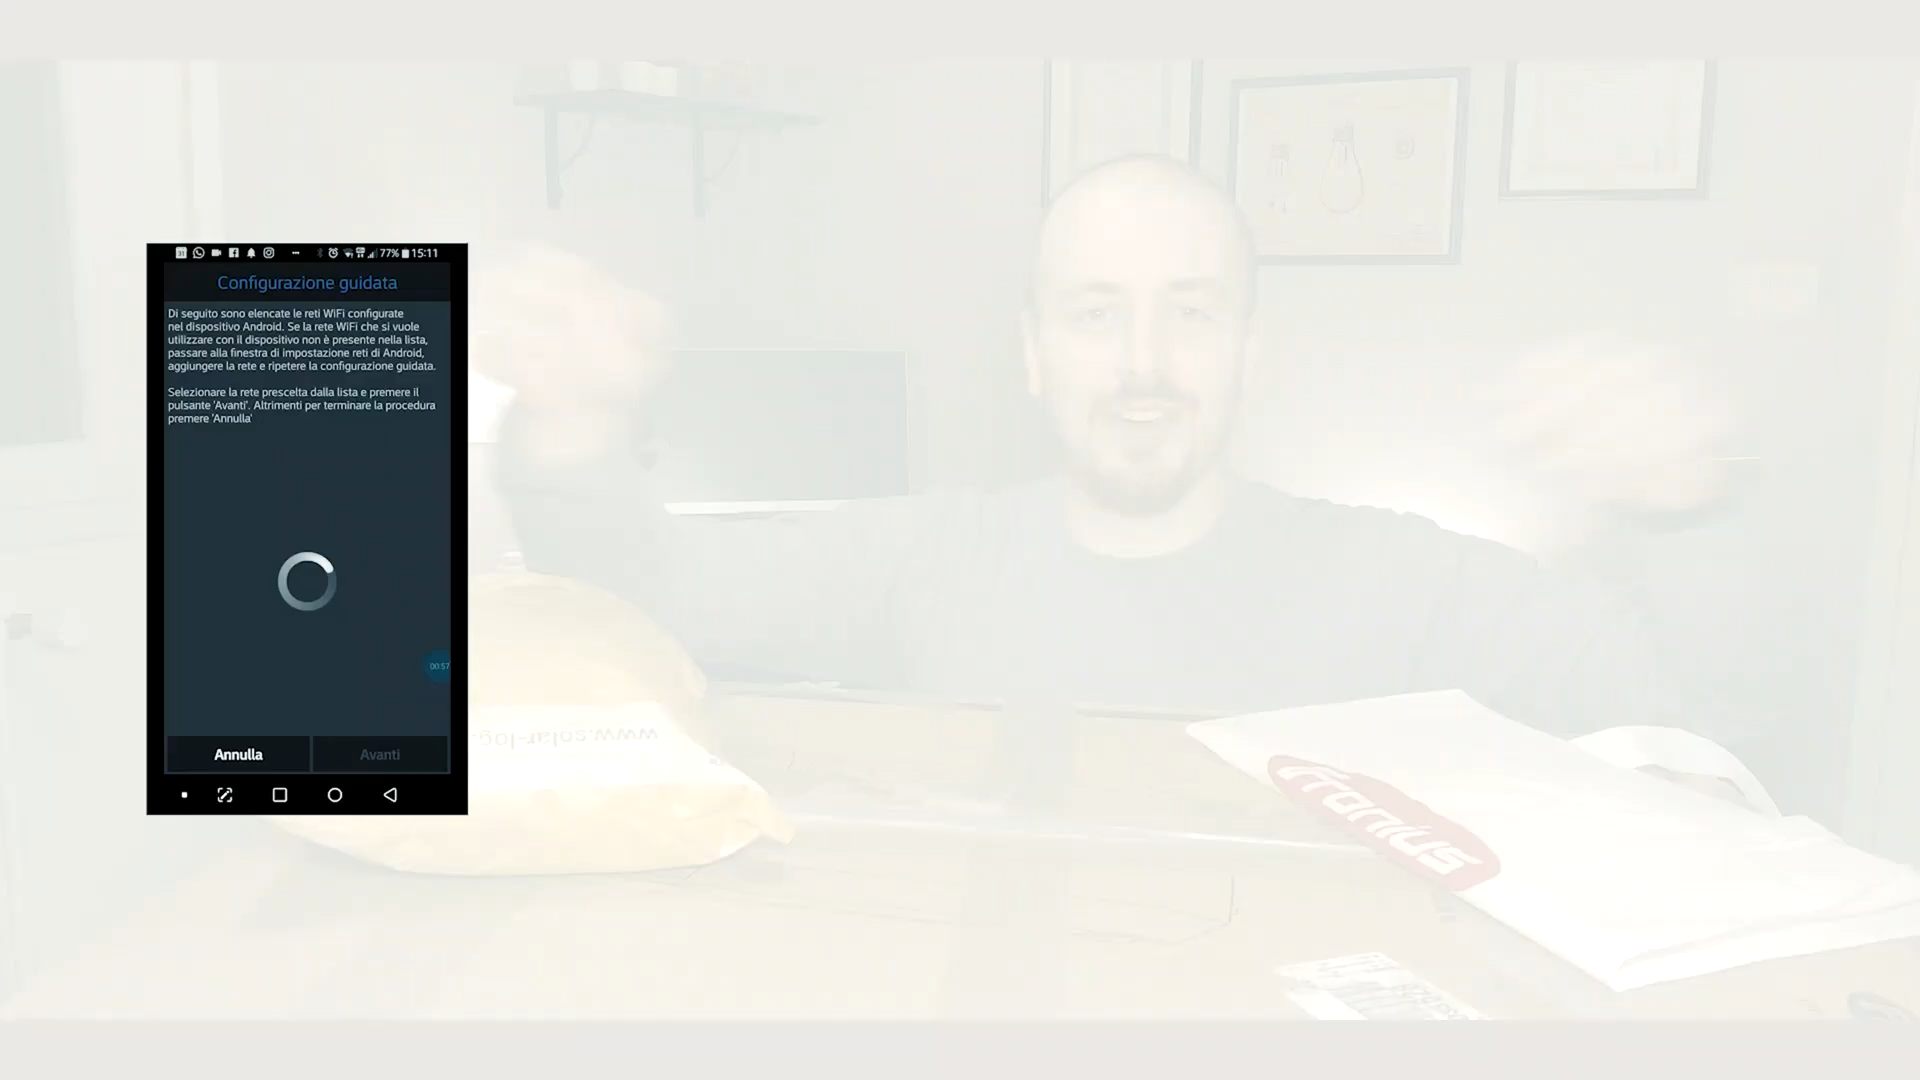 77% 15:11
Configurazione guidata
Di seguito sono elencate le reti WiFi configurate
nel dispositivo Android. Se la rete WiFi che si vuole
utilizzare con il dispositivo non è presente nella lista,
passare alla finestra di impostazione reti di Android,
aggiungere la rete e ripetere la configurazione guidata.
Selezionare la rete prescelta dalla lista e premere il
pulsante 'Avanti'. Altrimenti per terminare la procedura
premere 'Annulla'
00:57
Annulla Avanti
www.solar-log.
Fronius